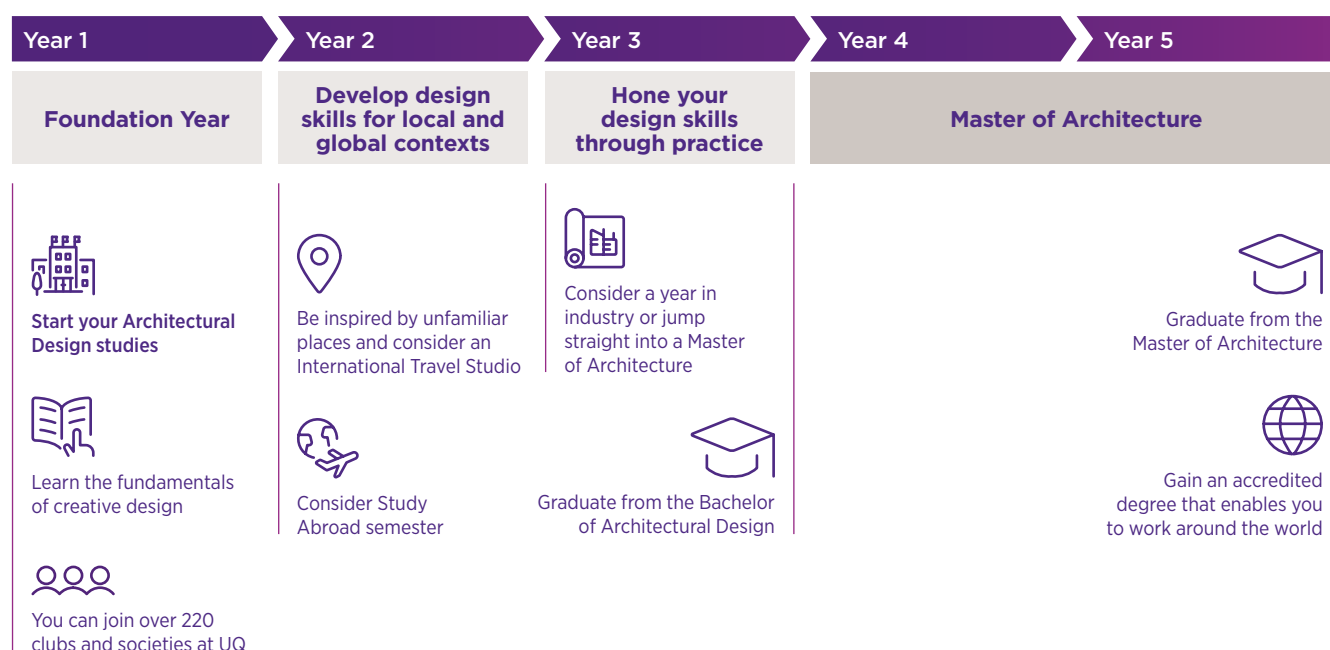 Year 1
Year 2
Year 3
Year 4
Year 5
Foundation Year
Develop design
skills for local and
global contexts
Hone your
design skills
through practice
Master of Architecture
Start your Architectural
Design studies
Learn the fundamentals
of creative design
You can join over 220
clubs and societies at UQ
Be inspired by unfamiliar
places and consider an
International Travel Studio
Consider Study
Abroad semester
Consider a year in
industry or jump
straight into a Master
of Architecture
Graduate from the Bachelor
of Architectural Design
Graduate from the
Master of Architecture
Gain an accredited
degree that enables you
to work around the world